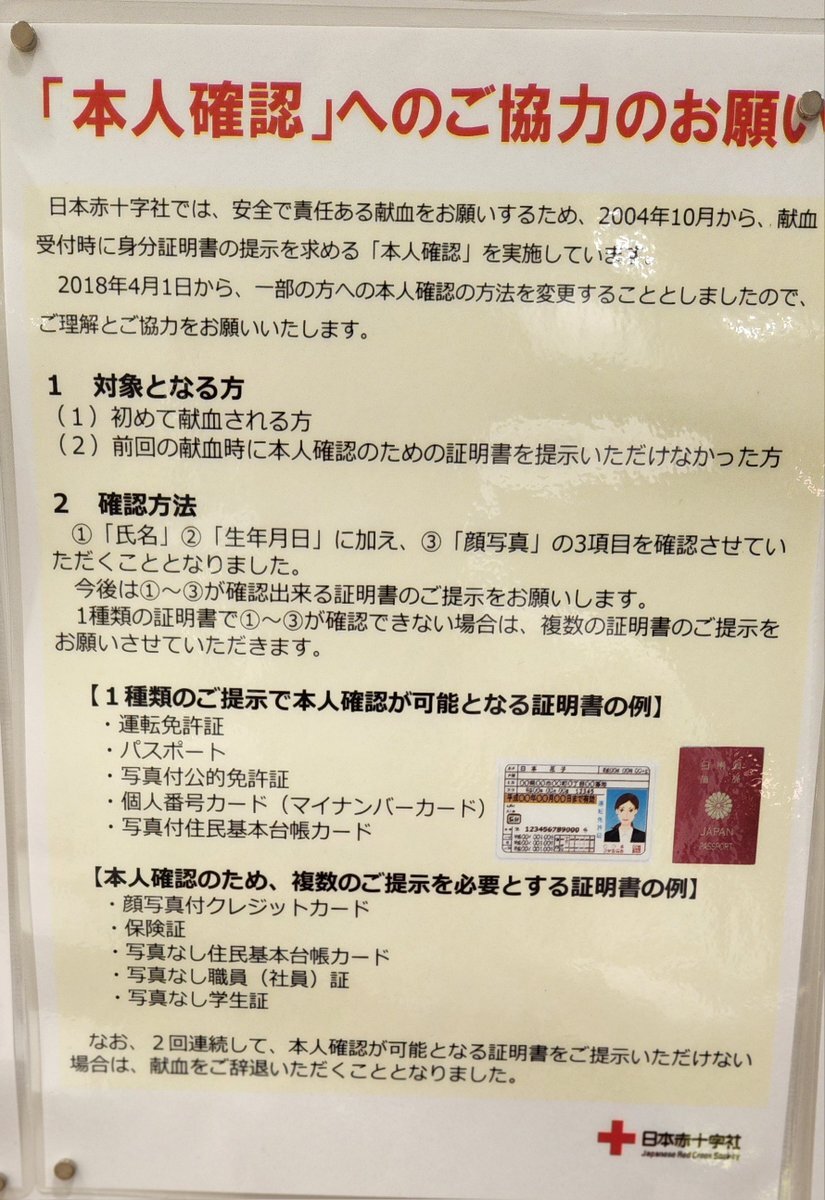 「本人確認」へのご協力のお願い
日本赤十字社では、安全で責任ある献血をお願いするため、2004年10月から、献血
受付時に身分証明書の提示を求める「本人確認」を実施しています。
2018年4月1日から、一部の方への本人確認の方法を変更することとしましたので、
ご理解とご協力をお願いいたします。
1 対象となる方
（1）初めて献血される方
（2）前回の献血時に本人確認のための証明書を提示いただけなかった方
2 確認方法
①「氏名」②「生年月日」に加え、③「顔写真」の3項目を確認させてい
ただくこととなりました。
今後は①～③が確認出来る証明書のご提示をお願いします。
1種類の証明書で①～③が確認できない場合は、複数の証明書のご提示を
お願いさせていただきます。
【１種類のご提示で本人確認が可能となる証明書の例】
・運転免許証
・パスポート
・写真付公的免許証
・個人番号カード（マイナンバーカード）
・写真付住民基本台帳カード
日本 花子
平成〇〇年〇〇月〇〇日まで有効
運転免許証
123456789000
JAPAN
PASSPORT
【本人確認のため、複数のご提示を必要とする証明書の例】
・顔写真付クレジットカード
・保険証
・写真なし住民基本台帳カード
・写真なし職員（社員）証
・写真なし学生証
なお、２回連続して、本人確認が可能となる証明書をご提示いただけない
場合は、献血をご辞退いただくこととなりました。
日本赤十字社
Japanese Red Cross Society